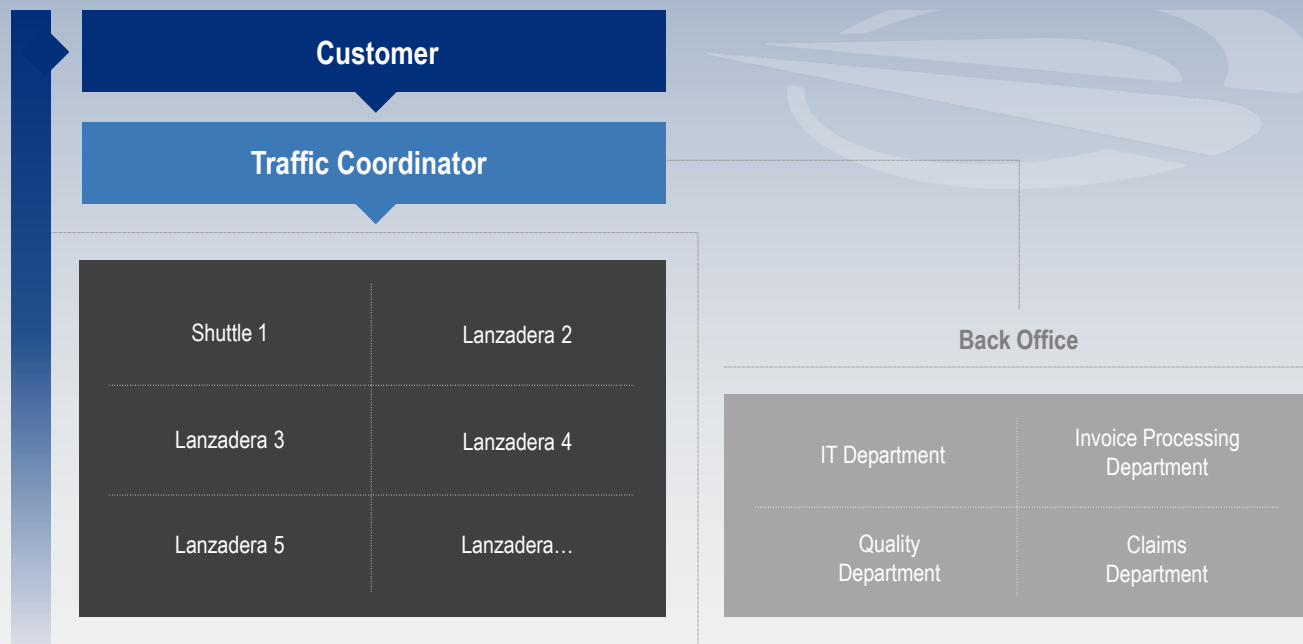 Customer
Traffic Coordinator
Shuttle 1
Lanzadera 2
Lanzadera 3
Lanzadera 4
Lanzadera 5
Lanzadera…
Back Office
IT Department
Invoice Processing
Department
Quality
Department
Claims
Department